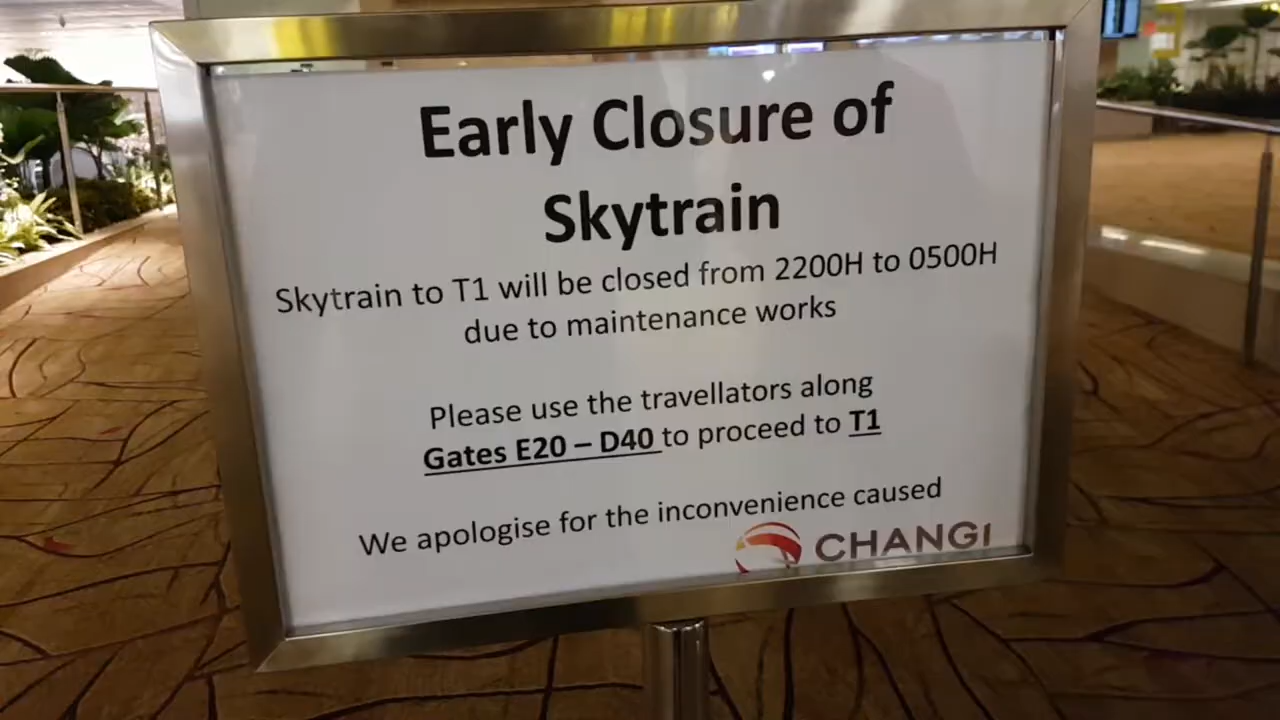 Early Closure of
Skytrain
Skytrain to T1 will be closed from 2200H to 0500H
due to maintenance works
Please use the travellators along
Gates E20 – D40 to proceed to T1
We apologise for the inconvenience caused
CHANGI